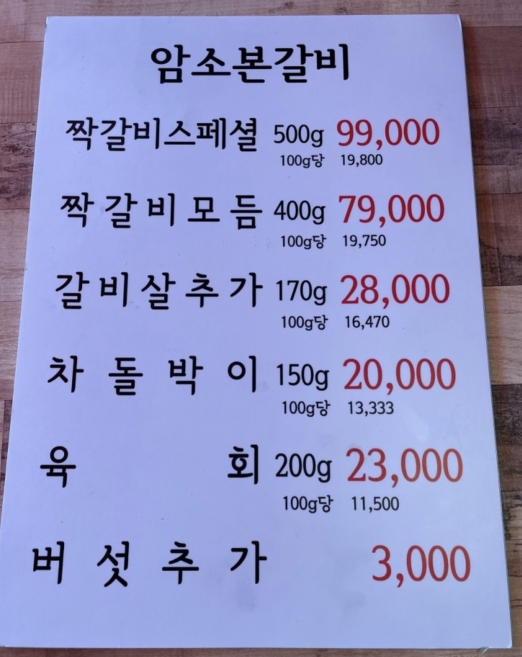 암소본갈비
짝갈비스페셜 500g 99,000
100g당 19,800
짝갈비모듬 400g 79,000
100g당 19,750
갈비살추가 170g 28,000
100g당 16,470
차돌박이 150g 20,000
100g당 13,333
육회 200g 23,000
100g당 11,500
버섯추가 3,000